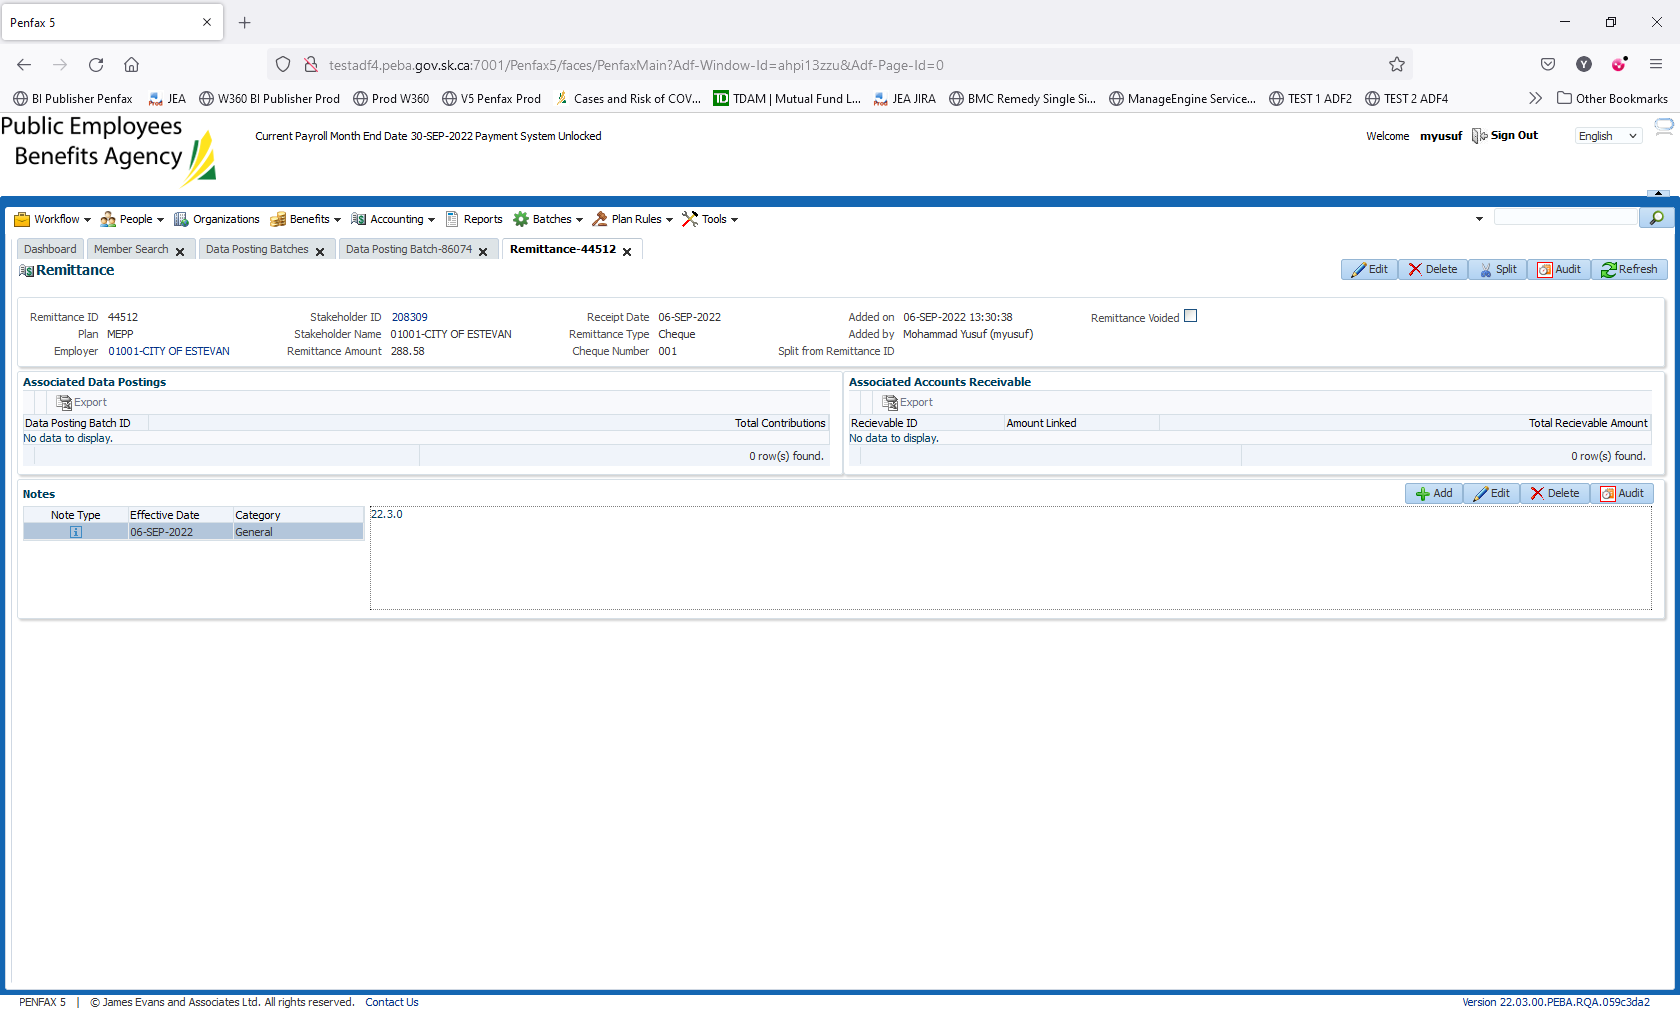 Penfax 5
testadf4.peba.gov.sk.ca:7001/Penfax5/faces/PenfaxMain?Adf-Window-Id=ahpi13zzu&Adf-Page-Id=0
BI Publisher Penfax JEA W360 BI Publisher Prod Prod W360 V5 Penfax Prod Cases and Risk of COV... TDAM | Mutual Fund L... JEA JIRA BMC Remedy Single Si... ManageEngine Service... TEST 1 ADF2 TEST 2 ADF4 Other Bookmarks
Public Employees
Benefits Agency
Current Payroll Month End Date 30-SEP-2022 Payment System Unlocked
Welcome myusuf Sign Out English
Workflow People Organizations Benefits Accounting Reports Batches Plan Rules Tools
Dashboard Member Search Data Posting Batches Data Posting Batch-86074 Remittance-44512
Remittance
Edit Delete Split Audit Refresh
Remittance ID 44512 Stakeholder ID 208309 Receipt Date 06-SEP-2022 Added on 06-SEP-2022 13:30:38 Remittance Voided
Plan MEPP Stakeholder Name 01001-CITY OF ESTEVAN Remittance Type Cheque Added by Mohammad Yusuf (myusuf)
Employer 01001-CITY OF ESTEVAN Remittance Amount 288.58 Cheque Number 001 Split from Remittance ID
Associated Data Postings
Export
Data Posting Batch ID Total Contributions
No data to display.
0 row(s) found.
Associated Accounts Receivable
Export
Recievable ID Amount Linked Total Recievable Amount
No data to display.
0 row(s) found.
Notes
Add Edit Delete Audit
Note Type Effective Date Category
06-SEP-2022 General
22.3.0
PENFAX 5 | © James Evans and Associates Ltd. All rights reserved. Contact Us
Version 22.03.00.PEBA.RQA.059c3da2